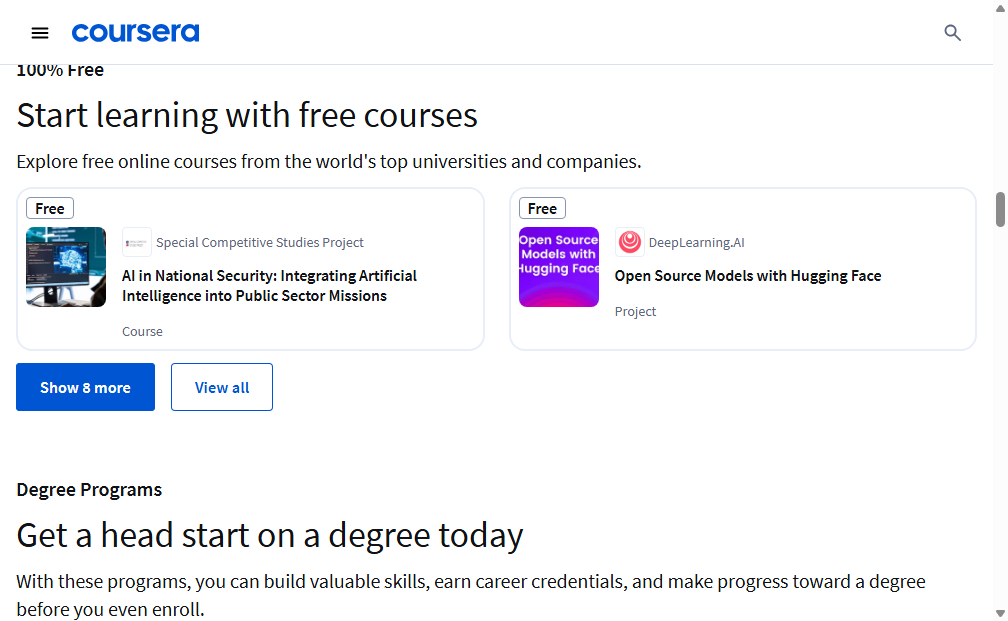 coursera
100% Free
Start learning with free courses
Explore free online courses from the world's top universities and companies.
Free
Special Competitive Studies Project
AI in National Security: Integrating Artificial
Intelligence into Public Sector Missions
Course
Free
Open Source
Models with
Hugging Face
DeepLearning.AI
Open Source Models with Hugging Face
Project
Show 8 more
View all
Degree Programs
Get a head start on a degree today
With these programs, you can build valuable skills, earn career credentials, and make progress toward a degree
before you even enroll.